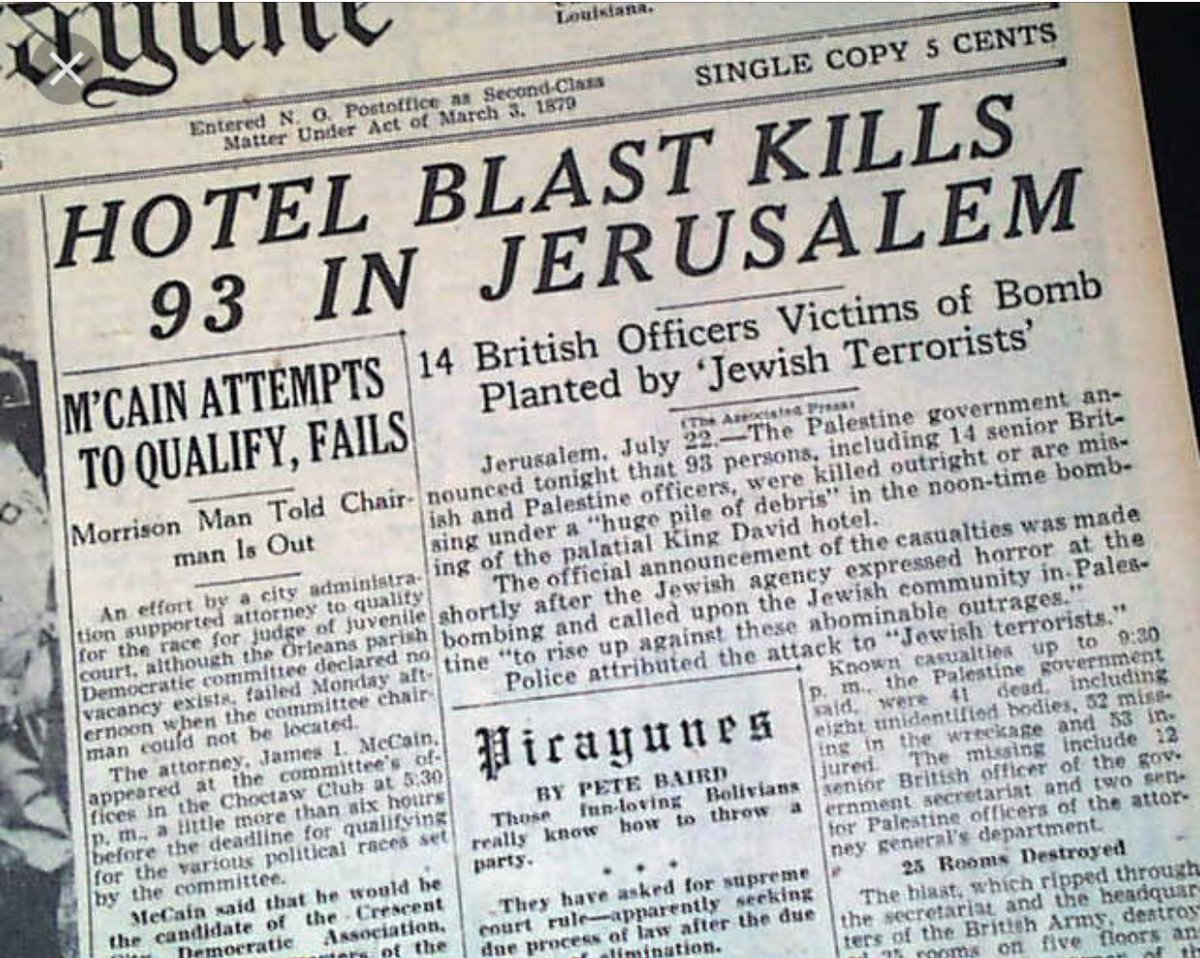 Louisiana.
SINGLE COPY 5 CENTS
Entered N. O. Postoffice as Second-Class
Matter Under Act of March 3, 1879
HOTEL BLAST KILLS
93 IN JERUSALEM
M'CAIN ATTEMPTS
TO QUALIFY, FAILS
Morrison Man Told Chair-
man Is Out
An effort by a city administra-
tion supported attorney to qualify
for the race for judge of juvenile
court, although the Orleans parish
Democratic committee declared no
vacancy exists, failed Monday aft-
ernoon when the committee chair-
man could not be located.
The attorney, James I. McCain,
appeared at the committee's of-
fices in the Choctaw Club at 5:30
p. m., a little more than six hours
before the deadline for qualifying
for the various political races set
by the committee.
McCain said that he would be
the candidate of the Crescent
City Democratic Association,
of the
14 British Officers Victims of Bomb
Planted by 'Jewish Terrorists'
(The Associated Press)
Jerusalem, July 22.—The Palestine government an-
nounced tonight that 93 persons, including 14 senior Brit-
ish and Palestine officers, were killed outright or are mis-
sing under a "huge pile of debris" in the noon-time bomb-
ing of the palatial King David hotel.
The official announcement of the casualties was made
shortly after the Jewish agency expressed horror at the
bombing and called upon the Jewish community in Pales-
tine "to rise up against these abominable outrages."
Police attributed the attack to "Jewish terrorists."
Picayunes
BY PETE BAIRD
Those fun-loving Bolivians
really know how to throw a
party.
* * *
They have asked for supreme
court rule—apparently seeking
due process of law after the due
elimination.
Known casualties up to 9:30
p. m., the Palestine government
said, were 41 dead, including
eight unidentified bodies, 52 miss-
ing in the wreckage and 53 in-
jured. The missing include 12
senior British officer of the gov-
ernment secretariat and two sen-
ior Palestine officers of the attor-
ney general's department.
25 Rooms Destroyed
The blast, which ripped through
the secretariat and the headquar-
ters of the British Army, destroy-
ed 25 rooms on five floors an
of th